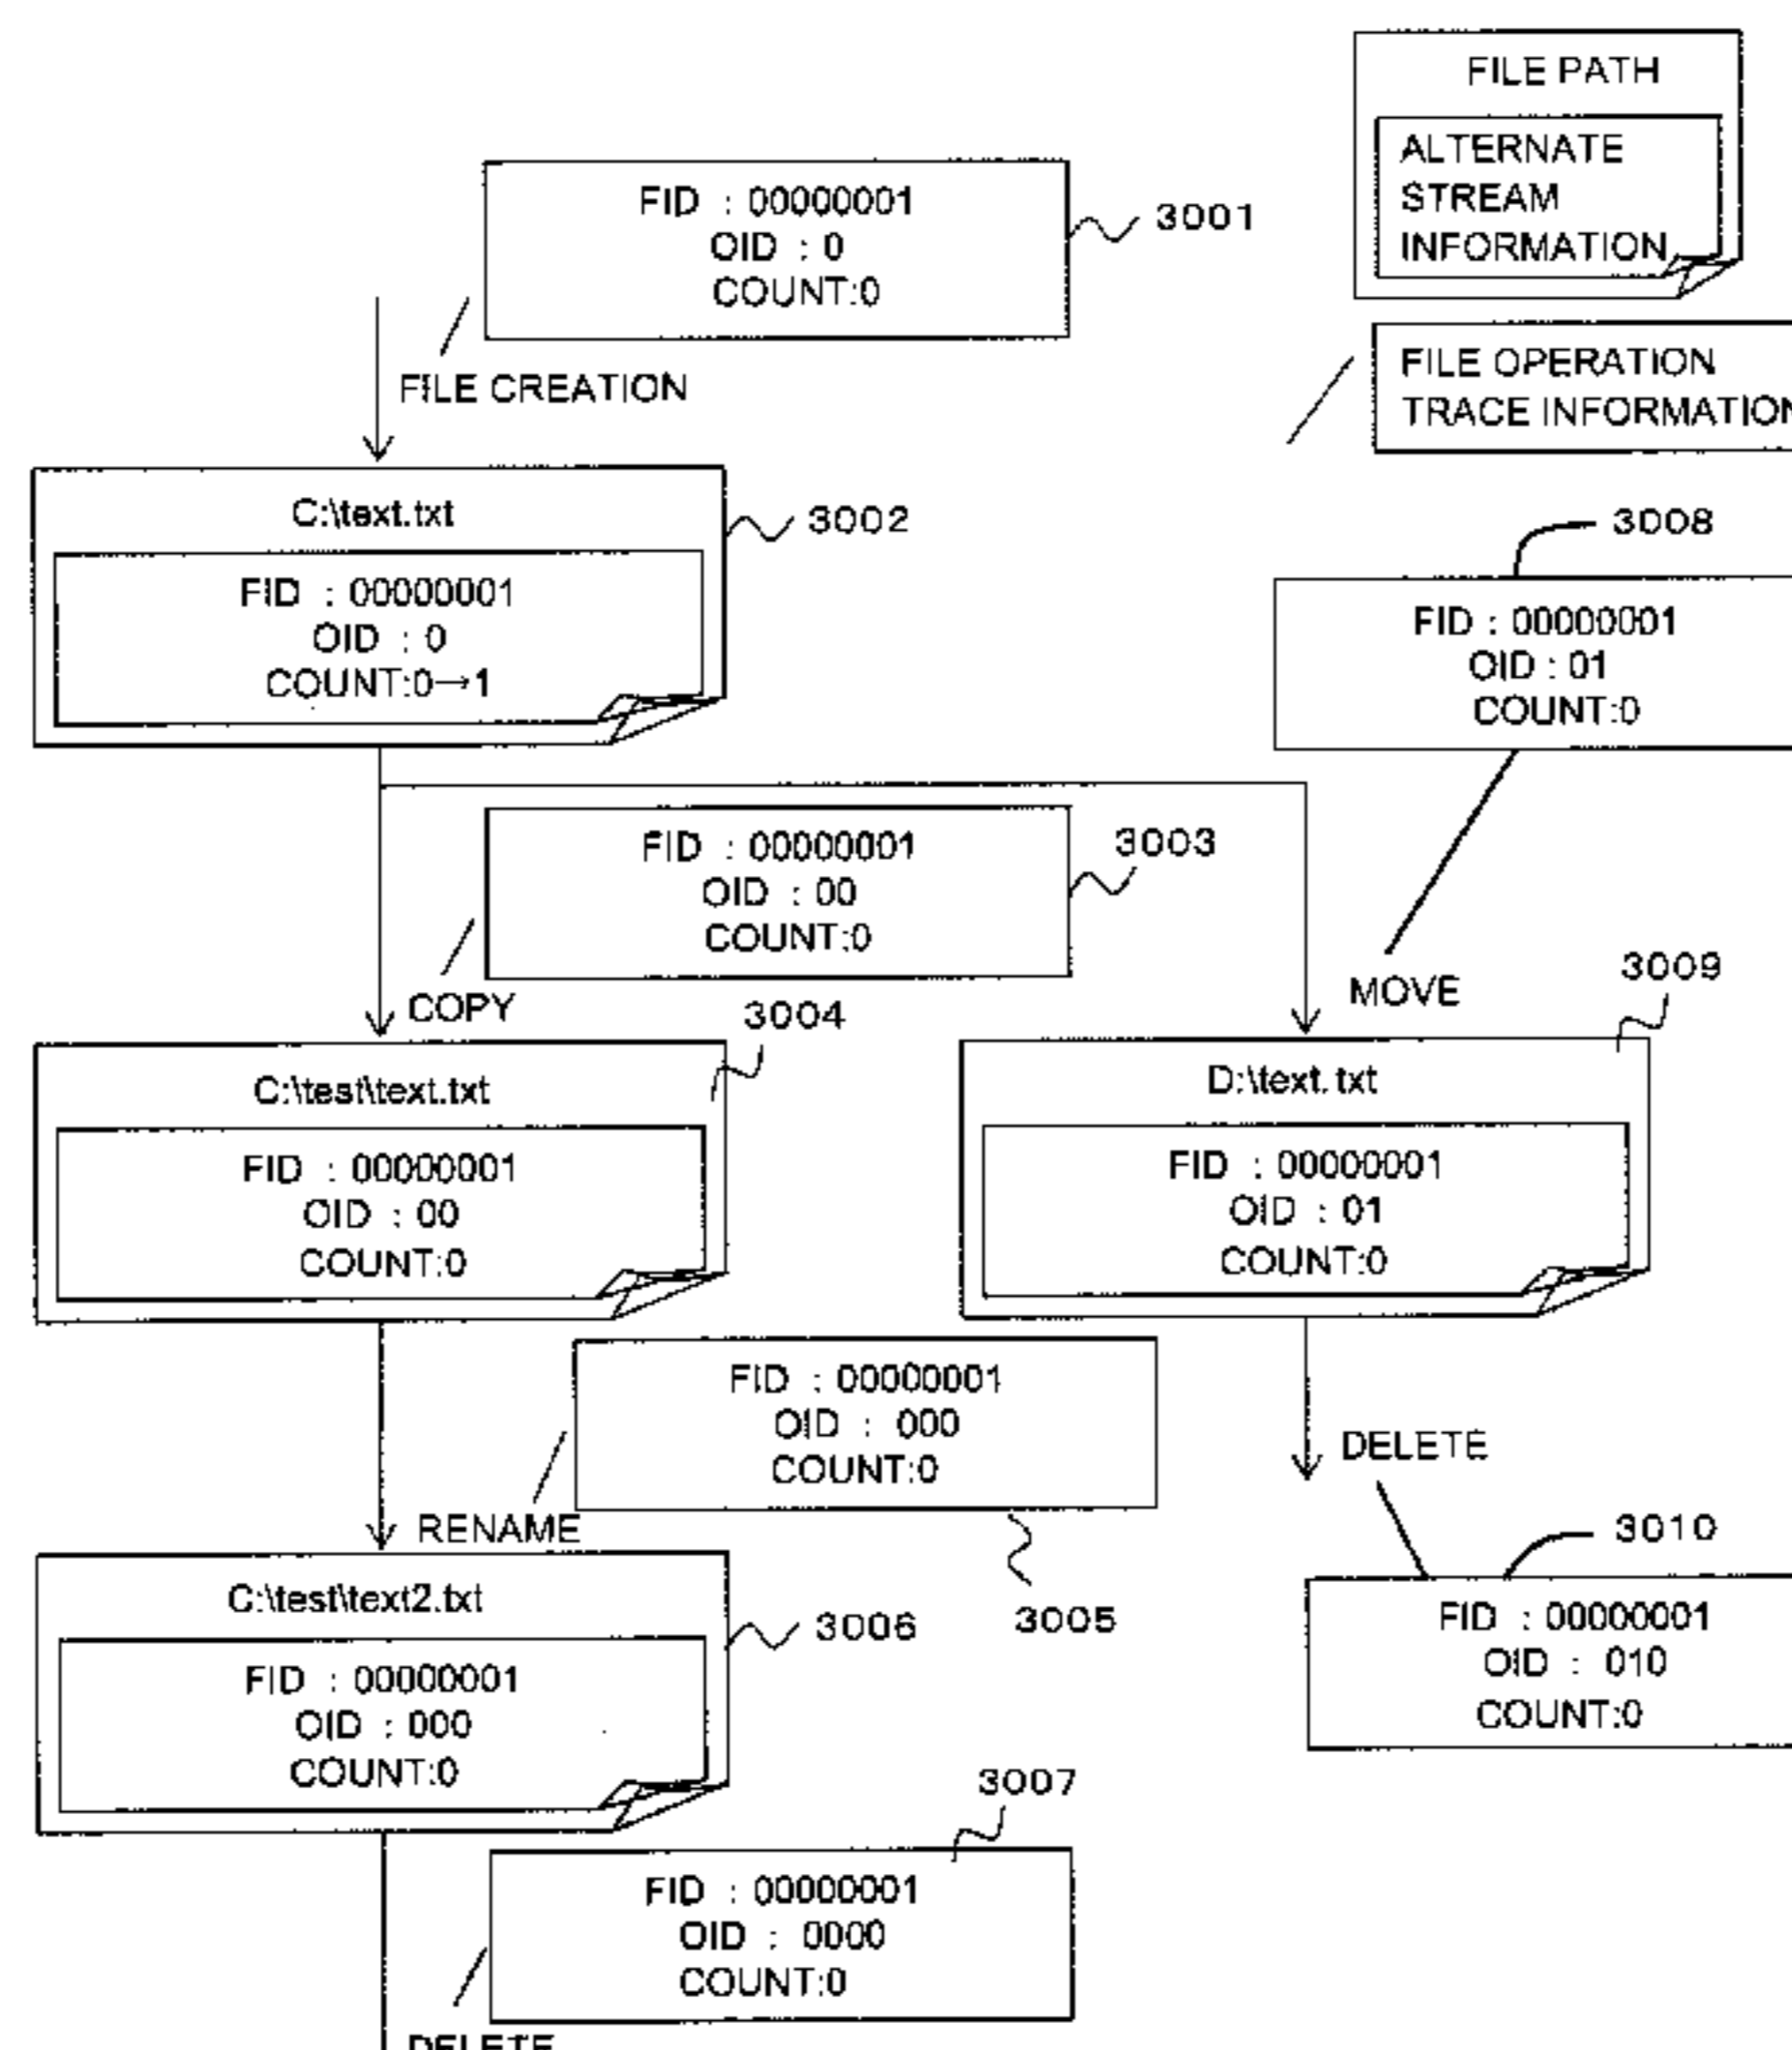 FILE PATH
ALTERNATE
STREAM
INFORMATION
FID : 00000001
OID : 0
COUNT:0
3001
FILE CREATION
FILE OPERATION
TRACE INFORMATION
C:\text.txt
3002
FID : 00000001
OID : 0
COUNT:0→1
3008
FID : 00000001
OID : 01
COUNT:0
FID : 00000001
OID : 00
COUNT:0
3003
COPY
3004
MOVE
3009
C:\test\text.txt
FID : 00000001
OID : 00
COUNT:0
D:\text.txt
FID : 00000001
OID : 01
COUNT:0
FID : 00000001
OID : 000
COUNT:0
3005
RENAME
DELETE
3010
FID : 00000001
OID : 010
COUNT:0
C:\test\text2.txt
3006
FID : 00000001
OID : 000
COUNT:0
3007
FID : 00000001
OID : 0000
COUNT:0
DELETE